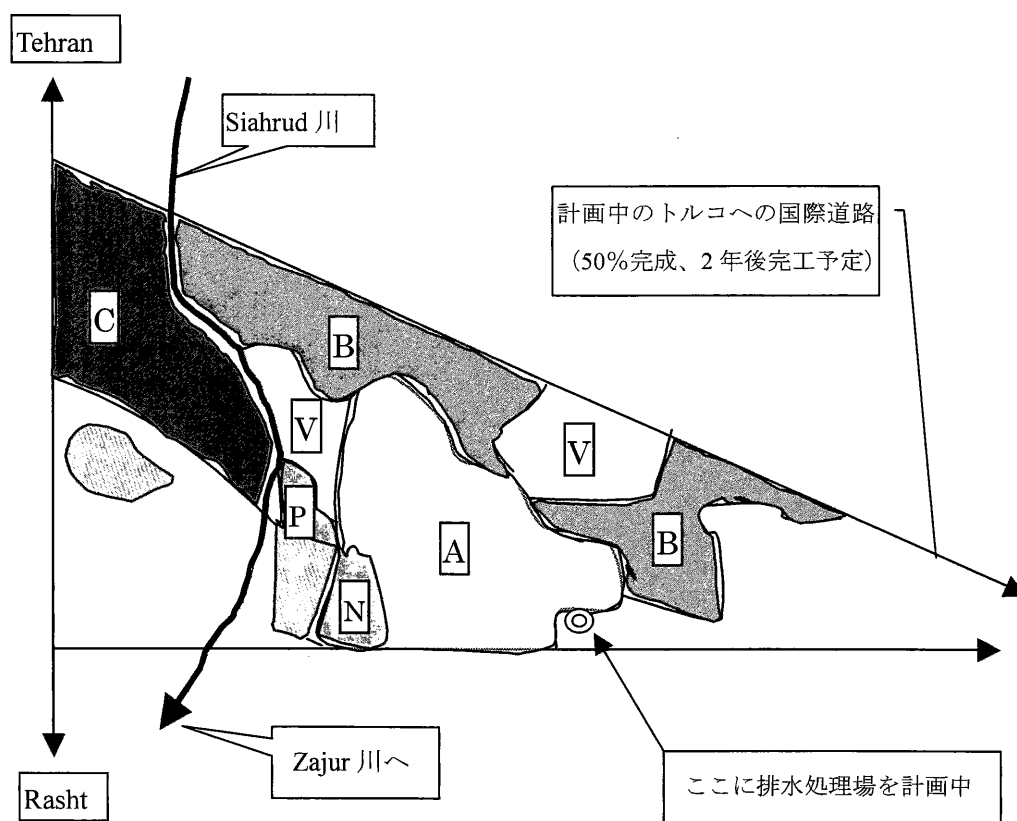 Tehran
Siahrud 川
計画中のトルコへの国際道路
（50％完成、2 年後完工予定）
C
B
V
V
P
A
B
N
Zajur 川へ
ここに排水処理場を計画中
Rasht